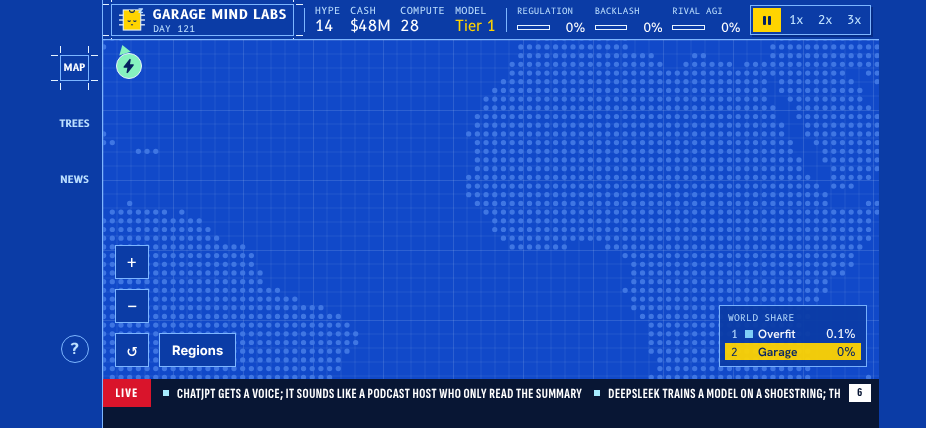 GARAGE MIND LABS
DAY 121
HYPE CASH COMPUTE MODEL
14 $48M 28 Tier 1
REGULATION BACKLASH RIVAL AGI
0% 0% 0%
1x 2x 3x
MAP
TREES
NEWS
+
−
?
↺ Regions
WORLD SHARE
1 Overfit 0.1%
2 Garage 0%
LIVE CHATJPT GETS A VOICE; IT SOUNDS LIKE A PODCAST HOST WHO ONLY READ THE SUMMARY DEEPSLEEK TRAINS A MODEL ON A SHOESTRING; TH 6